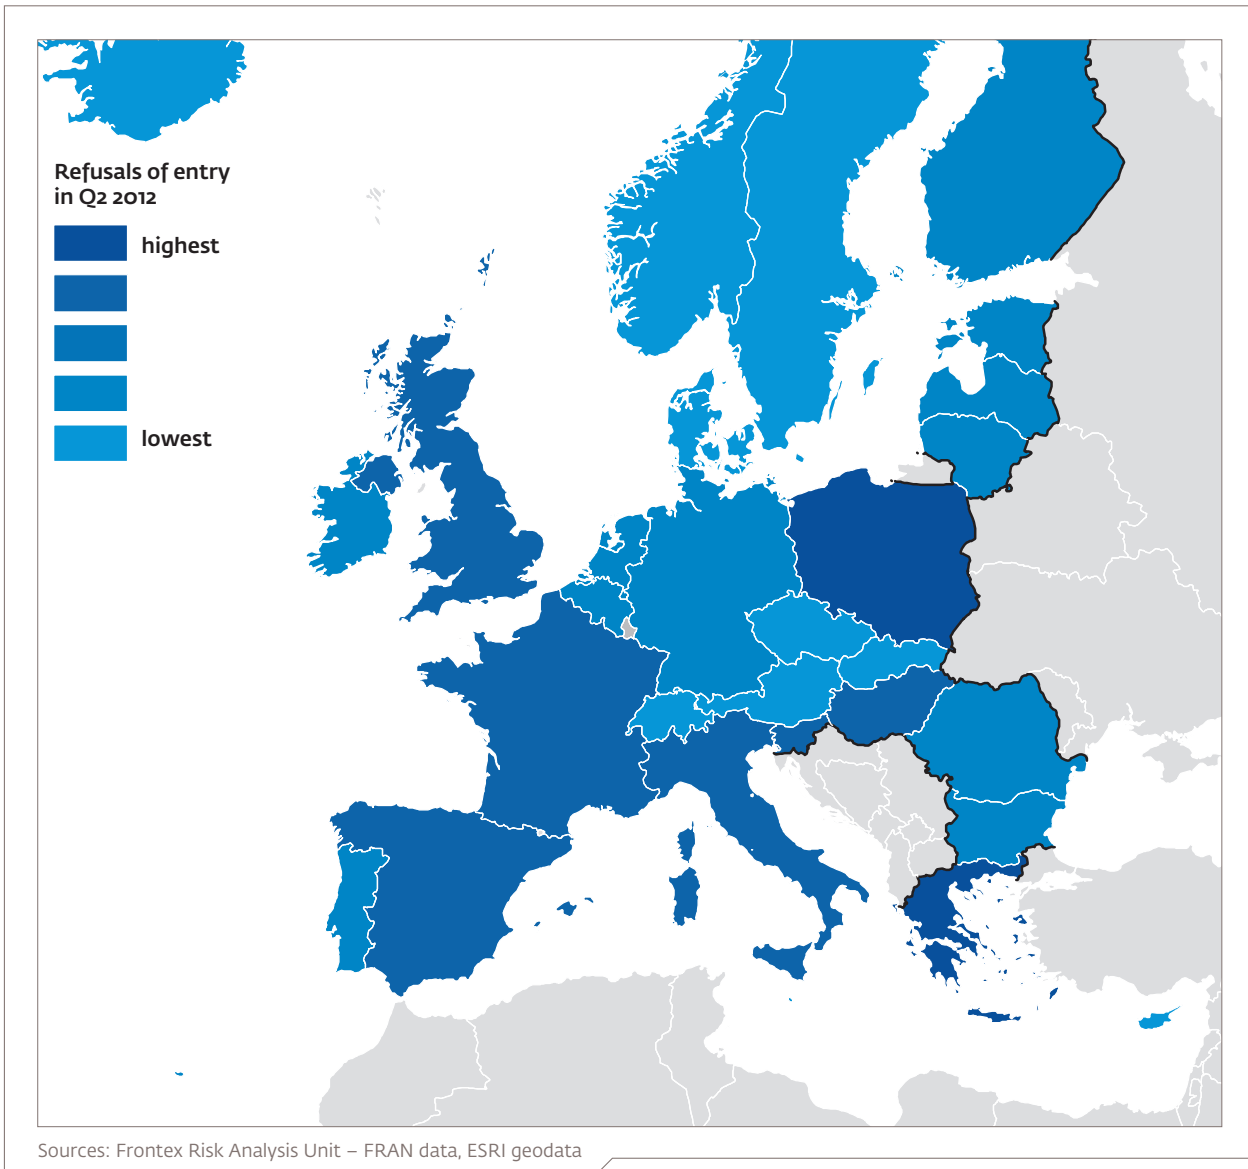 Refusals of entry
in Q2 2012
highest
lowest
Sources: Frontex Risk Analysis Unit – FRAN data, ESRI geodata